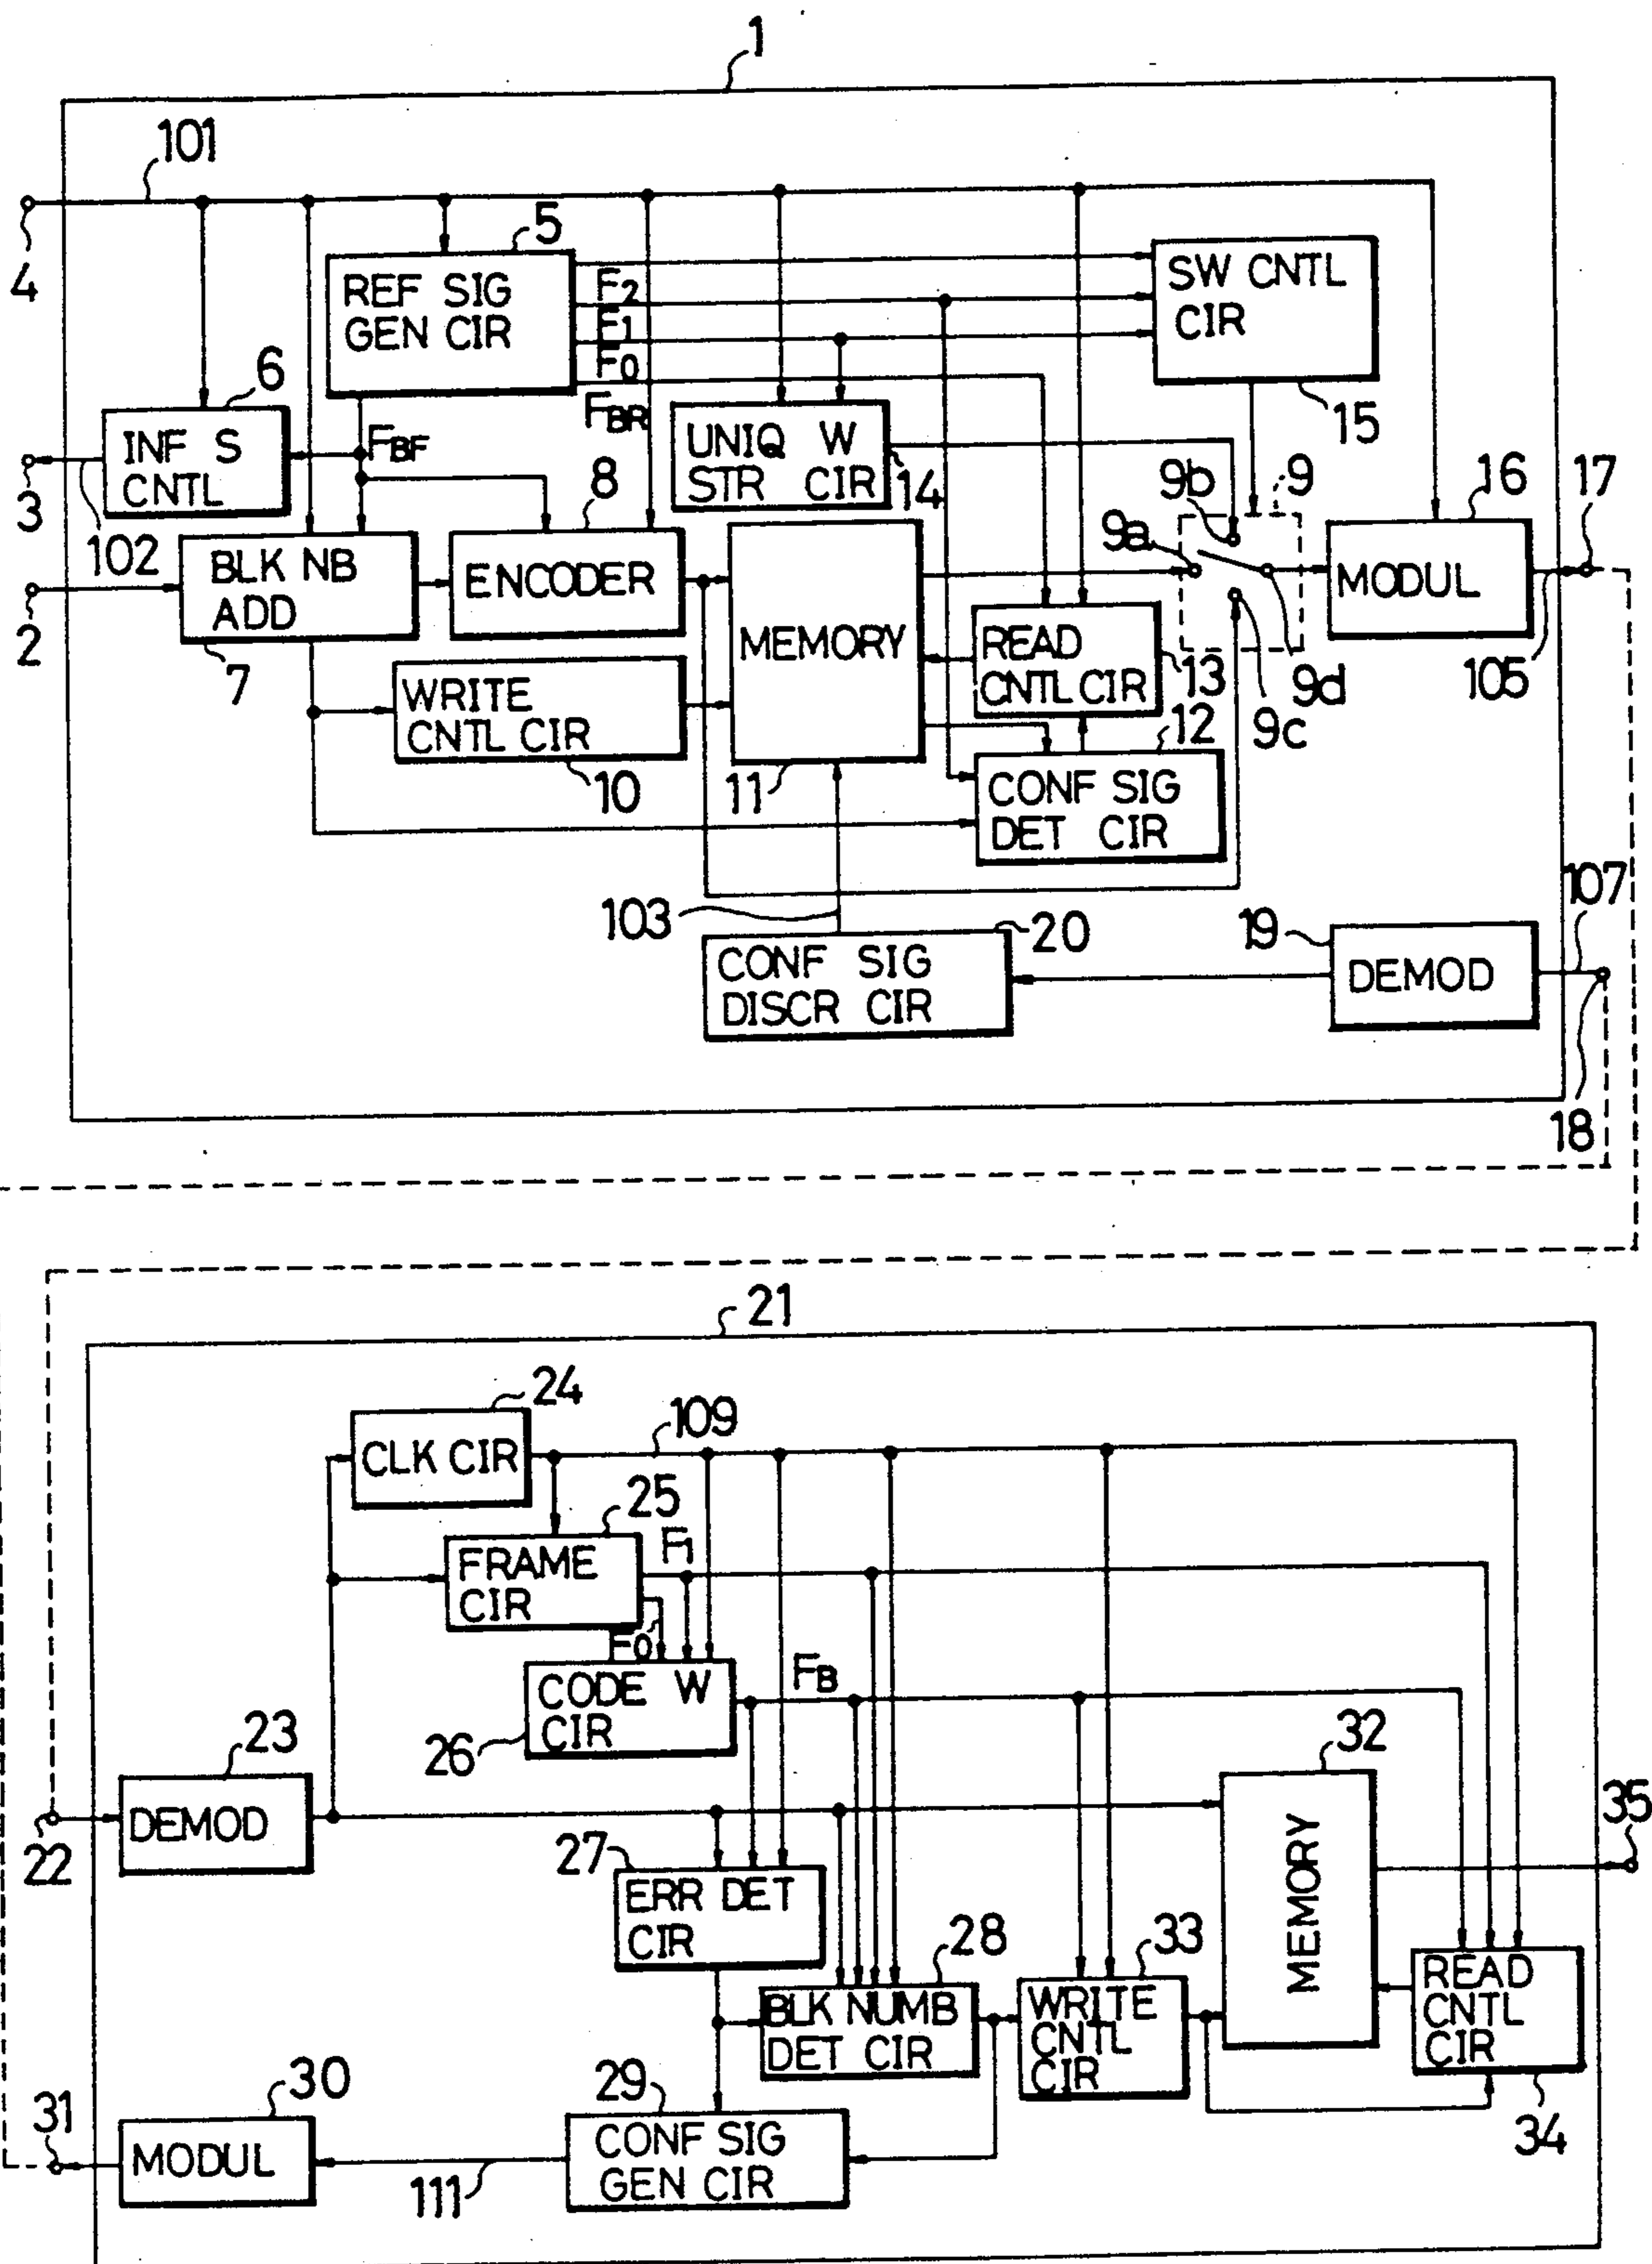 1
101
4
5
REF SIG
GEN CIR
F2
F1
F0
FBR
FBF
SW CNTL
CIR
15
6
INF S
CNTL
3
102
UNIQ W
STR CIR
14
8
9b
9
9a
16
17
2
BLK NB
ADD
7
ENCODER
MEMORY
11
READ
CNTL CIR
13
9d
9c
MODUL
105
WRITE
CNTL CIR
10
12
CONF SIG
DET CIR
103
20
CONF SIG
DISCR CIR
19
DEMOD
107
18
21
24
CLK CIR
109
25
FRAME
CIR
F1
F0
CODE W
CIR
26
FB
23
DEMOD
22
27
ERR DET
CIR
32
MEMORY
35
28
BLK NUMB
DET CIR
33
WRITE
CNTL
CIR
READ
CNTL
CIR
34
29
CONF SIG
GEN CIR
30
MODUL
31
111